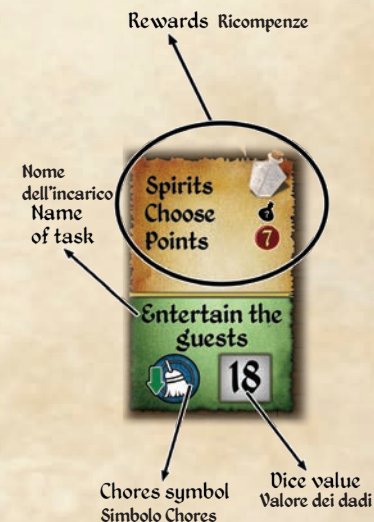 Rewards Ricompenze
Nome
dell'incarico
Name
of task
Spirits
Choose
Points 7
Entertain the
guests
18
Chores symbol
Simbolo Chores
Dice value
Valore dei dadi